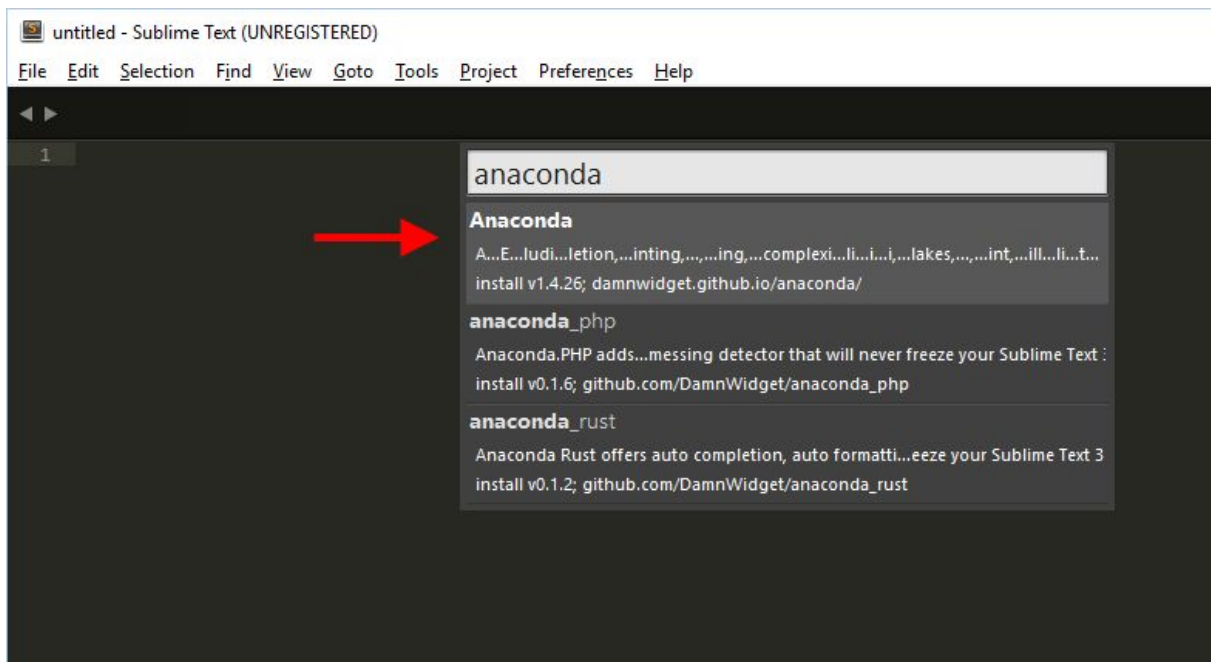 untitled - Sublime Text (UNREGISTERED)
File Edit Selection Find View Goto Tools Project Preferences Help
1
anaconda
Anaconda
A...E...ludi...letion,...inting,...,...ing,...complexi...li...i...i,...lakes,...,...int,...ill...li...t...
install v1.4.26; damnwidget.github.io/anaconda/
anaconda_php
Anaconda.PHP adds...messing detector that will never freeze your Sublime Text 3
install v0.1.6; github.com/DamnWidget/anaconda_php
anaconda_rust
Anaconda Rust offers auto completion, auto formatti...eeze your Sublime Text 3
install v0.1.2; github.com/DamnWidget/anaconda_rust